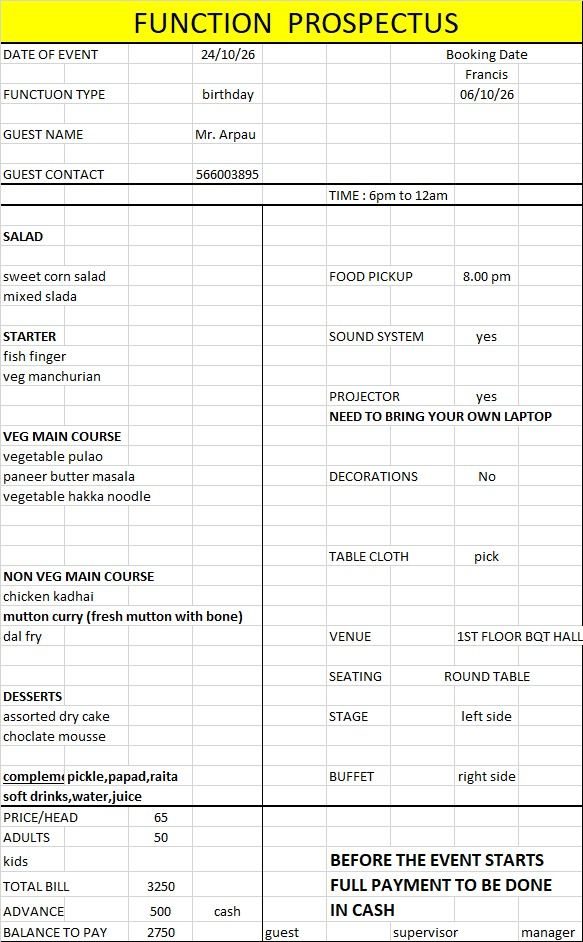 FUNCTION PROSPECTUS
DATE OF EVENT 24/10/26 Booking Date
Francis
FUNCTUON TYPE birthday 06/10/26
GUEST NAME Mr. Arpau
GUEST CONTACT 566003895
TIME : 6pm to 12am
SALAD
sweet corn salad FOOD PICKUP 8.00 pm
mixed slada
STARTER SOUND SYSTEM yes
fish finger
veg manchurian
PROJECTOR yes
NEED TO BRING YOUR OWN LAPTOP
VEG MAIN COURSE
vegetable pulao
paneer butter masala DECORATIONS No
vegetable hakka noodle
TABLE CLOTH pick
NON VEG MAIN COURSE
chicken kadhai
mutton curry (fresh mutton with bone)
dal fry VENUE 1ST FLOOR BQT HALL
SEATING ROUND TABLE
DESSERTS
assorted dry cake STAGE left side
choclate mousse
complem pickle,papad,raita BUFFET right side
soft drinks,water,juice
PRICE/HEAD 65
ADULTS 50
kids BEFORE THE EVENT STARTS
TOTAL BILL 3250 FULL PAYMENT TO BE DONE
ADVANCE 500 cash IN CASH
BALANCE TO PAY 2750 guest supervisor manager